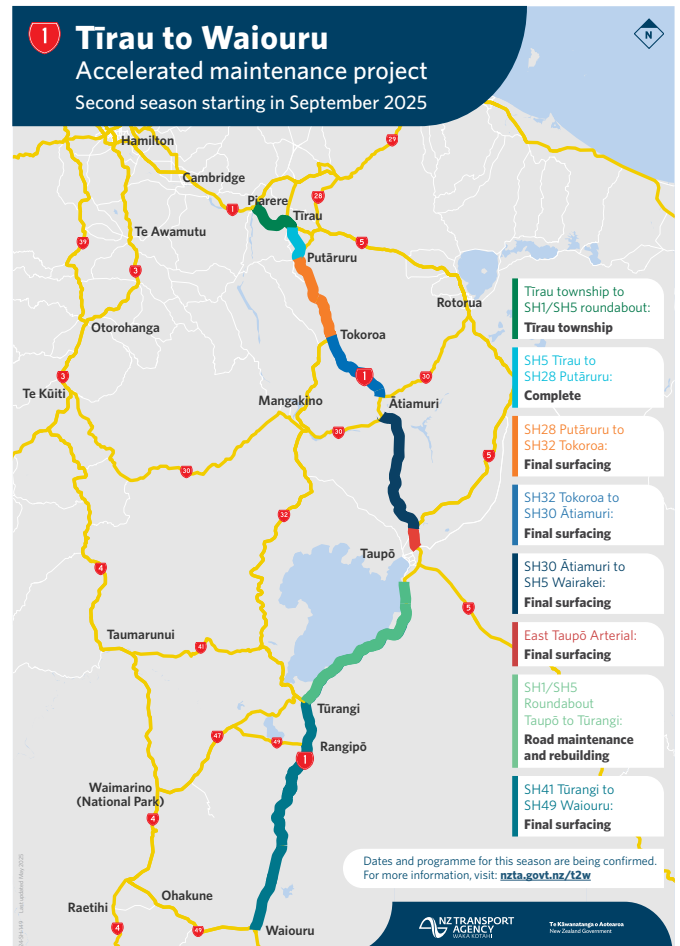 1
Tīrau to Waiouru
Accelerated maintenance project
Second season starting in September 2025
N
Hamilton
29
Cambridge
Piarere
28
1
Tīrau
Te Awamutu
39
5
Putāruru
3
Rotorua
Otorohanga
Tokoroa
3
1
30
Te Kūiti
Mangakino
Ātiamuri
30
5
30
32
Taupō
4
5
Taumarunui
41
Tūrangi
47
49
Rangipō
1
Waimarino
(National Park)
4
Ohakune
Raetihi
4
49
Waiouru
Tīrau township to
SH1/SH5 roundabout:
Tīrau township
SH5 Tīrau to
SH28 Putāruru:
Complete
SH28 Putāruru to
SH32 Tokoroa:
Final surfacing
SH32 Tokoroa to
SH30 Ātiamuri:
Final surfacing
SH30 Ātiamuri to
SH5 Wairakei:
Final surfacing
East Taupō Arterial:
Final surfacing
SH1/SH5
Roundabout
Taupō to Tūrangi:
Road maintenance
and rebuilding
SH41 Tūrangi to
SH49 Waiouru:
Final surfacing
Dates and programme for this season are being confirmed.
For more information, visit: nzta.govt.nz/t2w
NZ TRANSPORT
AGENCY
WAKA KOTAHI
Te Kāwanatanga o Aotearoa
New Zealand Government
Last updated May 2025